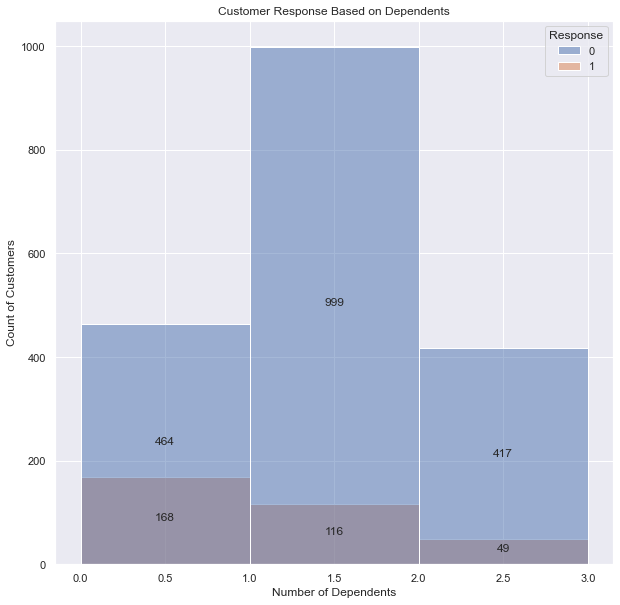 Customer Response Based on Dependents
Response
0
1
1000
800
600
400
200
0
Count of Customers
999
464
417
168
116
49
0.0 0.5 1.0 1.5 2.0 2.5 3.0
Number of Dependents